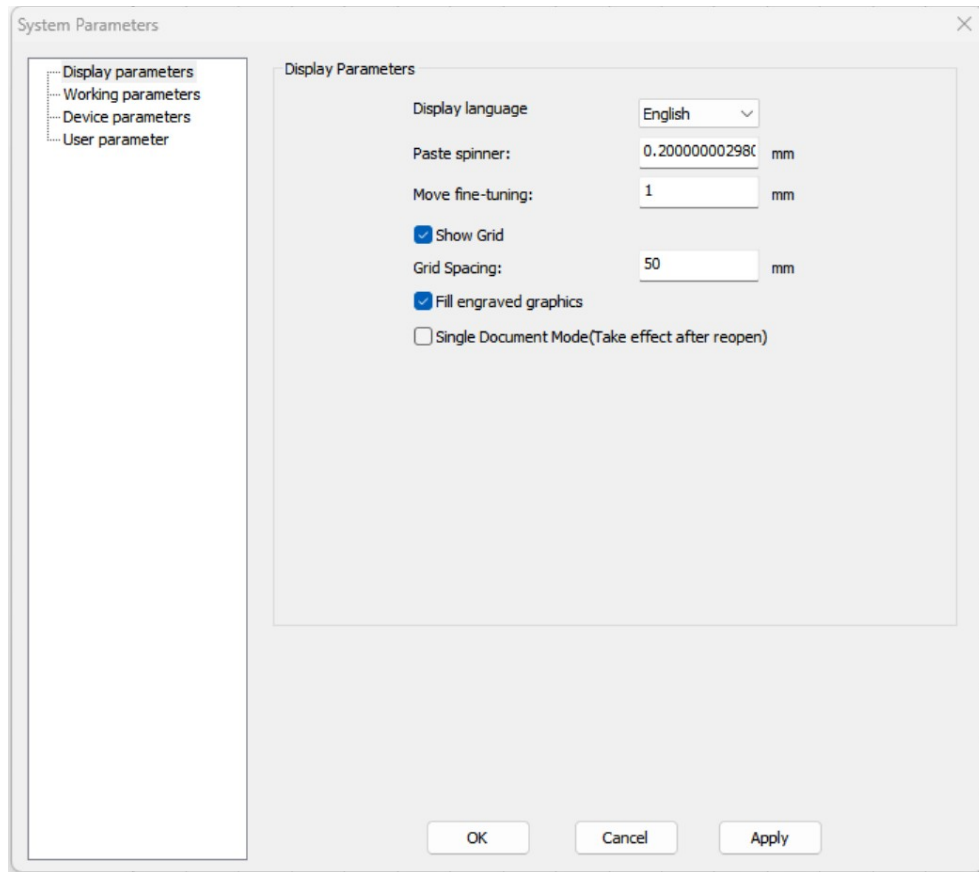 System Parameters
Display parameters
Working parameters
Device parameters
User parameter
Display Parameters
Display language English
Paste spinner: 0.20000000298( mm
Move fine-tuning: 1 mm
Show Grid
Grid Spacing: 50 mm
Fill engraved graphics
Single Document Mode(Take effect after reopen)
OK Cancel Apply